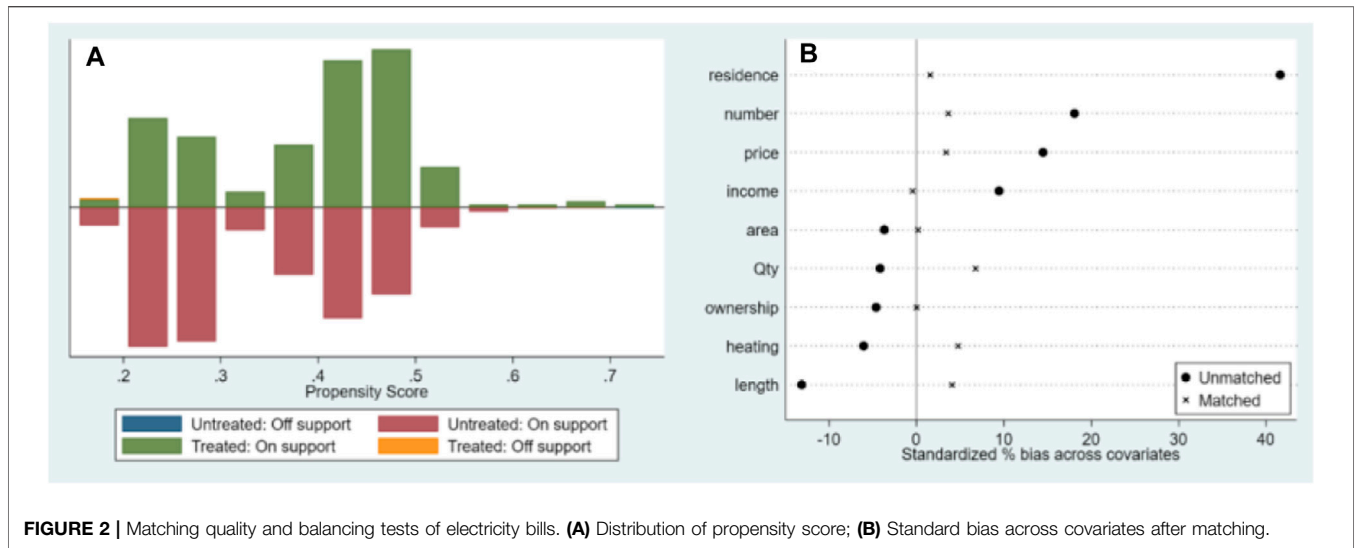 A
.2 .3 .4 .5 .6 .7
Propensity Score
Untreated: Off support Untreated: On support
Treated: On support Treated: Off support
B
residence
number
price
income
area
Qty
ownership
heating
length
Unmatched
Matched
-10 0 10 20 30 40
Standardized % bias across covariates
FIGURE 2 | Matching quality and balancing tests of electricity bills. (A) Distribution of propensity score; (B) Standard bias across covariates after matching.